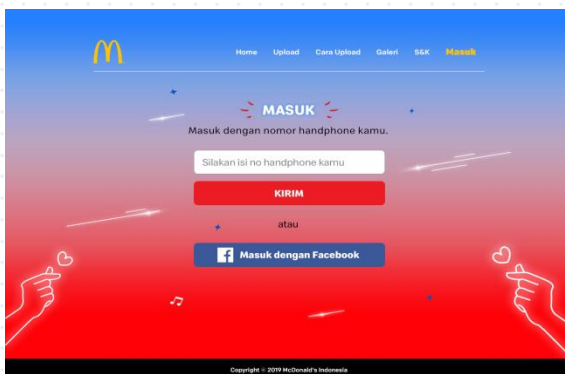 Home Upload Cara Upload Galeri S&K Masuk
MASUK
Masuk dengan nomor handphone kamu.
Silakan isi no handphone kamu
KIRIM
atau
Masuk dengan Facebook
Copyright © 2019 McDonald's Indonesia